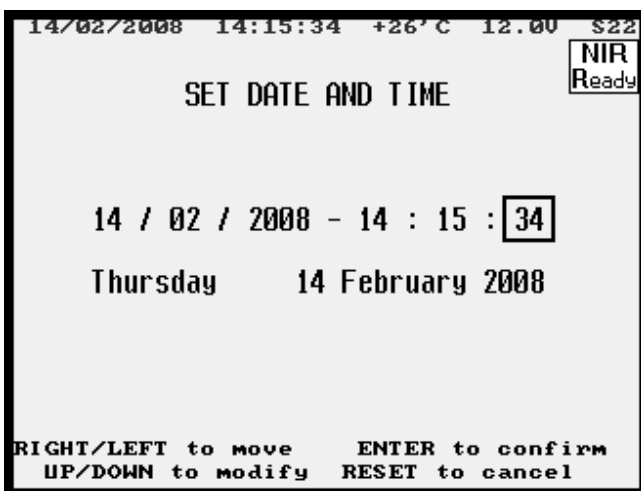 14/02/2008 14:15:34 +26'C 12.0V S22
NIR
Ready
SET DATE AND TIME
14 / 02 / 2008 - 14 : 15 : 34
Thursday 14 February 2008
RIGHT/LEFT to move ENTER to confirm
UP/DOWN to modify RESET to cancel